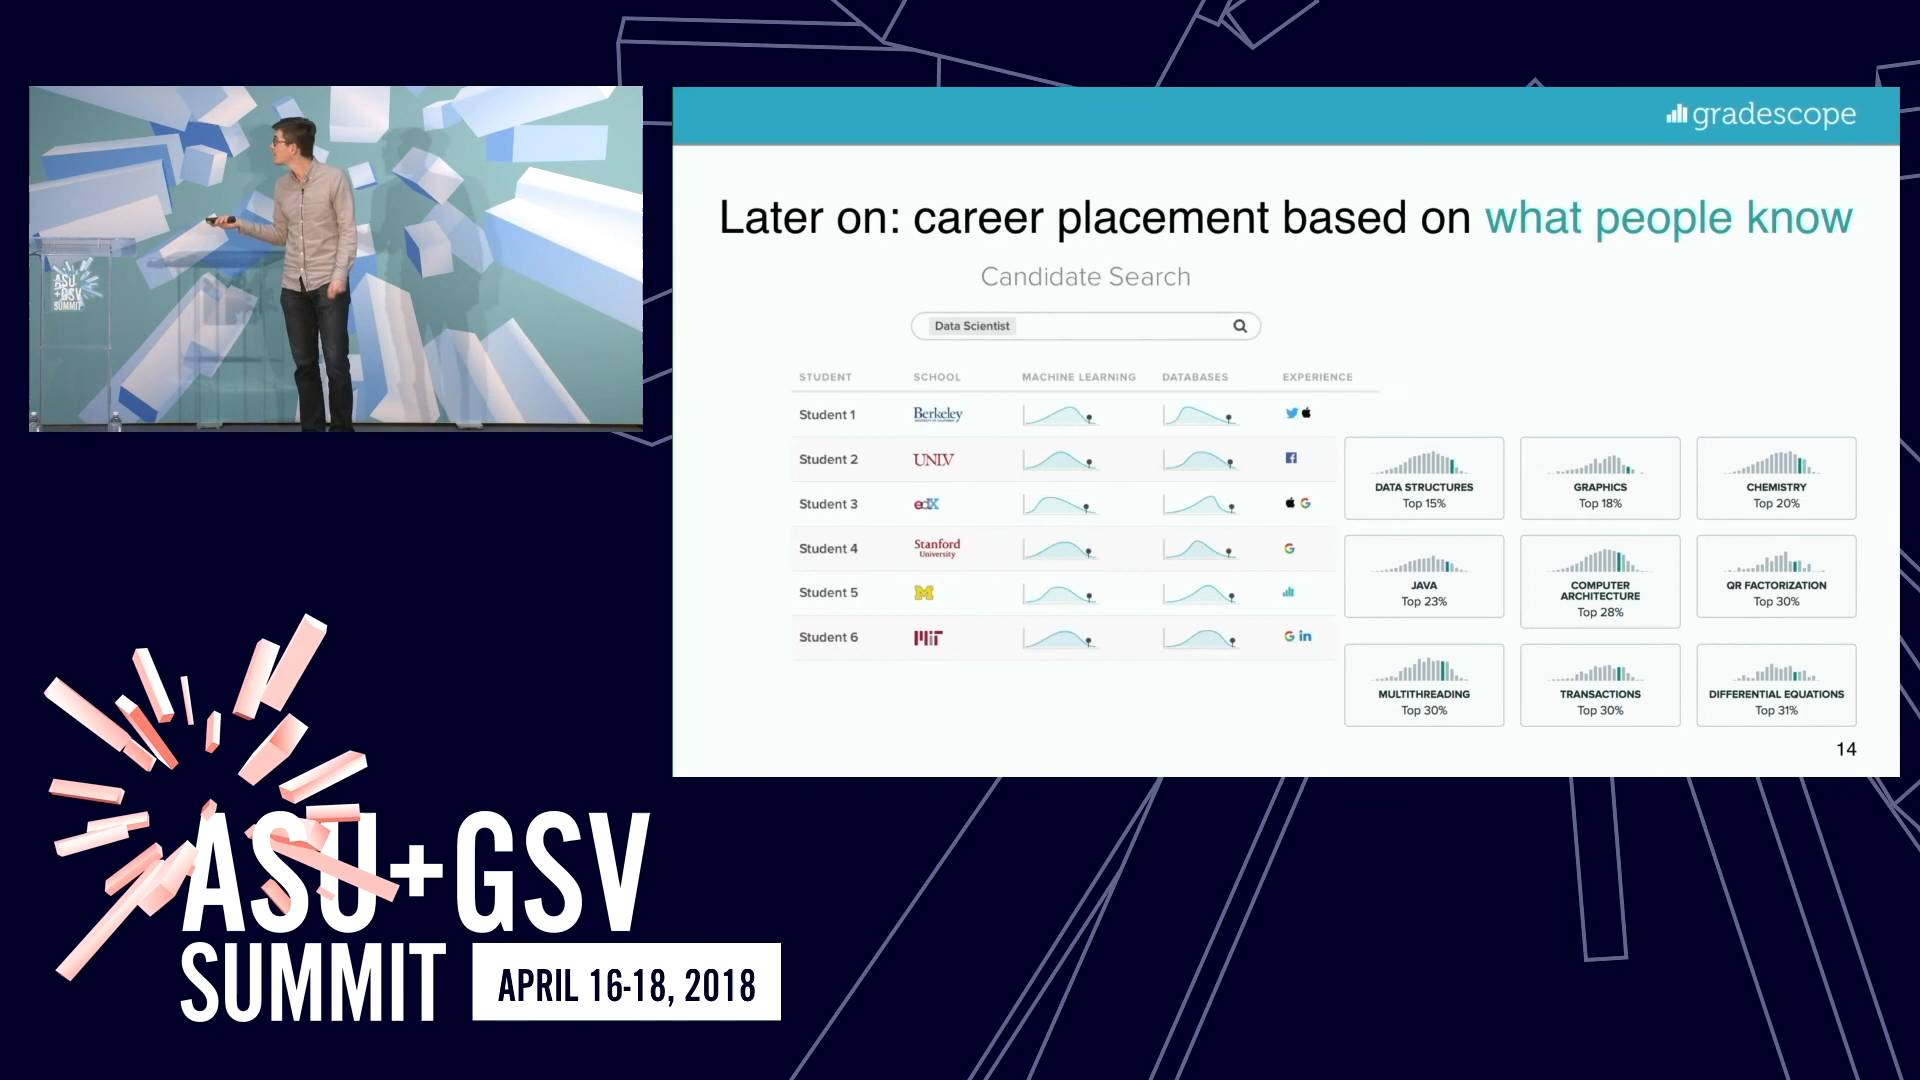 ASU
+GSV
SUMMIT
gradescope
Later on: career placement based on what people know
Candidate Search
Data Scientist
STUDENT SCHOOL MACHINE LEARNING DATABASES EXPERIENCE
Student 1 Berkeley
Student 2 UNLV
Student 3 edX
Student 4 Stanford
University
Student 5 M
Student 6 MIT in
DATA STRUCTURES
Top 15%
GRAPHICS
Top 18%
CHEMISTRY
Top 20%
JAVA
Top 23%
COMPUTER
ARCHITECTURE
Top 28%
QR FACTORIZATION
Top 30%
MULTITHREADING
Top 30%
TRANSACTIONS
Top 30%
DIFFERENTIAL EQUATIONS
Top 31%
14
ASU+GSV
SUMMIT APRIL 16-18, 2018